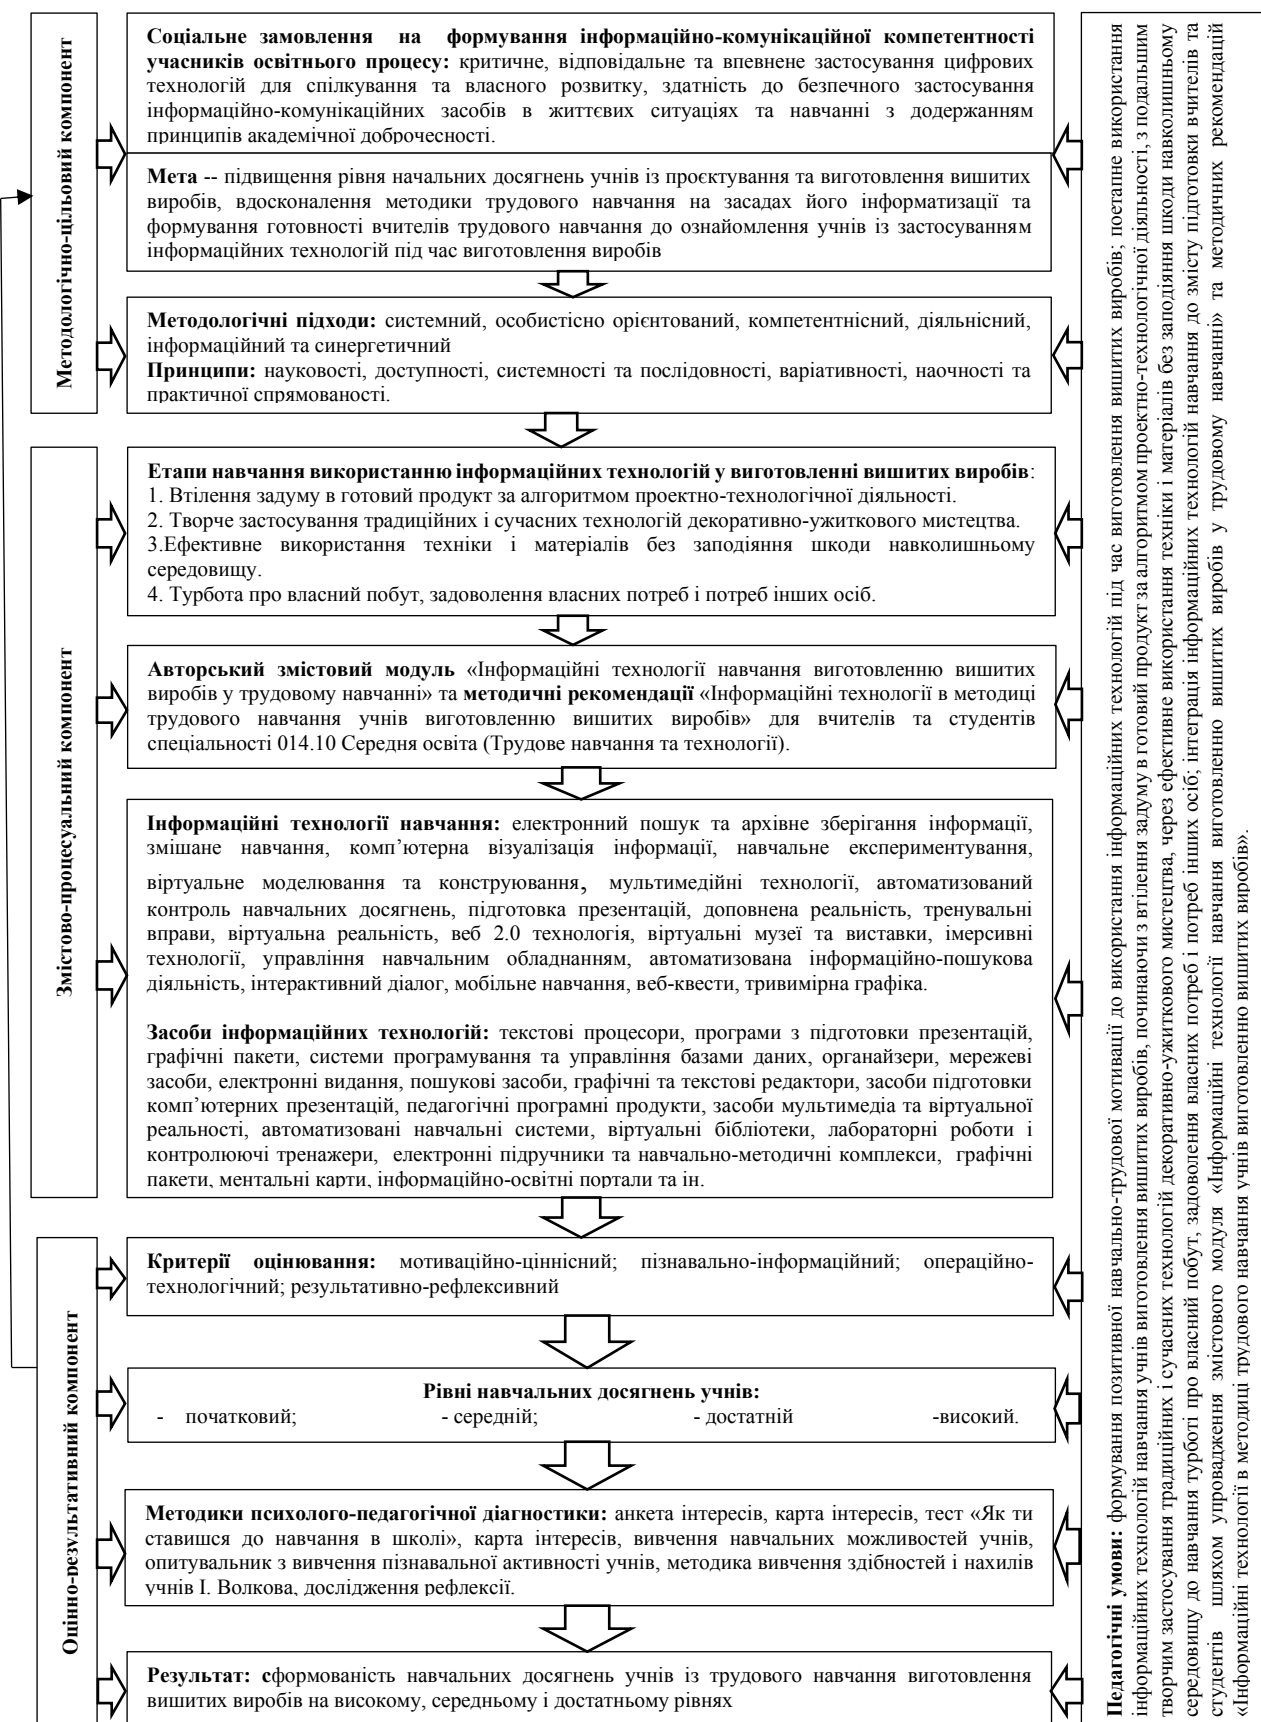 Методологічно-цільовий компонент
Соціальне замовлення на формування інформаційно-комунікаційної компетентності
учасників освітнього процесу: критичне, відповідальне та впевнене застосування цифрових
технологій для спілкування та власного розвитку, здатність до безпечного застосування
інформаційно-комунікаційних засобів в життєвих ситуаціях та навчанні з додержанням
принципів академічної доброчесності.
Мета -- підвищення рівня начальних досягнень учнів із проєктування та виготовлення вишитих
виробів, вдосконалення методики трудового навчання на засадах його інформатизації та
формування готовності вчителів трудового навчання до ознайомлення учнів із застосуванням
інформаційних технологій під час виготовлення виробів
Методологічні підходи: системний, особистісно орієнтований, компетентнісний, діяльнісний,
інформаційний та синергетичний
Принципи: науковості, доступності, системності та послідовності, варіативності, наочності та
практичної спрямованості.
Змістово-процесуальний компонент
Етапи навчання використанню інформаційних технологій у виготовленні вишитих виробів:
1. Втілення задуму в готовий продукт за алгоритмом проектно-технологічної діяльності.
2. Творче застосування традиційних і сучасних технологій декоративно-ужиткового мистецтва.
3.Ефективне використання техніки і матеріалів без заподіяння шкоди навколишньому
середовищу.
4. Турбота про власний побут, задоволення власних потреб і потреб інших осіб.
Авторський змістовий модуль «Інформаційні технології навчання виготовленню вишитих
виробів у трудовому навчанні» та методичні рекомендації «Інформаційні технології в методиці
трудового навчання учнів виготовленню вишитих виробів» для вчителів та студентів
спеціальності 014.10 Середня освіта (Трудове навчання та технології).
Інформаційні технології навчання: електронний пошук та архівне зберігання інформації,
змішане навчання, комп’ютерна візуалізація інформації, навчальне експериментування,
віртуальне моделювання та конструювання, мультимедійні технології, автоматизований
контроль навчальних досягнень, підготовка презентацій, доповнена реальність, тренувальні
вправи, віртуальна реальність, веб 2.0 технологія, віртуальні музеї та виставки, імерсивні
технології, управління навчальним обладнанням, автоматизована інформаційно-пошукова
діяльність, інтерактивний діалог, мобільне навчання, веб-квести, тривимірна графіка.
Засоби інформаційних технологій: текстові процесори, програми з підготовки презентацій,
графічні пакети, системи програмування та управління базами даних, органайзери, мережеві
засоби, електронні видання, пошукові засоби, графічні та текстові редактори, засоби підготовки
комп’ютерних презентацій, педагогічні програмні продукти, засоби мультимедіа та віртуальної
реальності, автоматизовані навчальні системи, віртуальні бібліотеки, лабораторні роботи і
контролюючі тренажери, електронні підручники та навчально-методичні комплекси, графічні
пакети, ментальні карти, інформаційно-освітні портали та ін.
Оцінно-результативний компонент
Критерії оцінювання: мотиваційно-ціннісний; пізнавально-інформаційний; операційно-
технологічний; результативно-рефлексивний
Рівні навчальних досягнень учнів:
- початковий; - середній; - достатній -високий.
Методики психолого-педагогічної діагностики: анкета інтересів, карта інтересів, тест «Як ти
ставишся до навчання в школі», карта інтересів, вивчення навчальних можливостей учнів,
опитувальник з вивчення пізнавальної активності учнів, методика вивчення здібностей і нахилів
учнів І. Волкова, дослідження рефлексії.
Результат: сформованість навчальних досягнень учнів із трудового навчання виготовлення
вишитих виробів на високому, середньому і достатньому рівнях
Педагогічні умови: формування позитивної навчально-трудової мотивації до використання інформаційних технологій під час виготовлення вишитих виробів; поетапне використання
інформаційних технологій навчання учнів виготовлення вишитих виробів, починаючи з втілення задуму в готовий продукт за алгоритмом проектно-технологічної діяльності, з подальшим
творчим застосування традиційних і сучасних технологій декоративно-ужиткового мистецтва, через ефективне використання техніки і матеріалів без заподіяння шкоди навколишньому
середовищу до навчання турботі про власний побут, задоволення власних потреб і потреб інших осіб; інтеграція інформаційних технологій навчання до змісту підготовки вчителів та
студентів шляхом упровадження змістового модуля «Інформаційні технології навчання виготовленню вишитих виробів у трудовому навчанні» та методичних рекомендацій
«Інформаційні технології в методиці трудового навчання учнів виготовленню вишитих виробів».